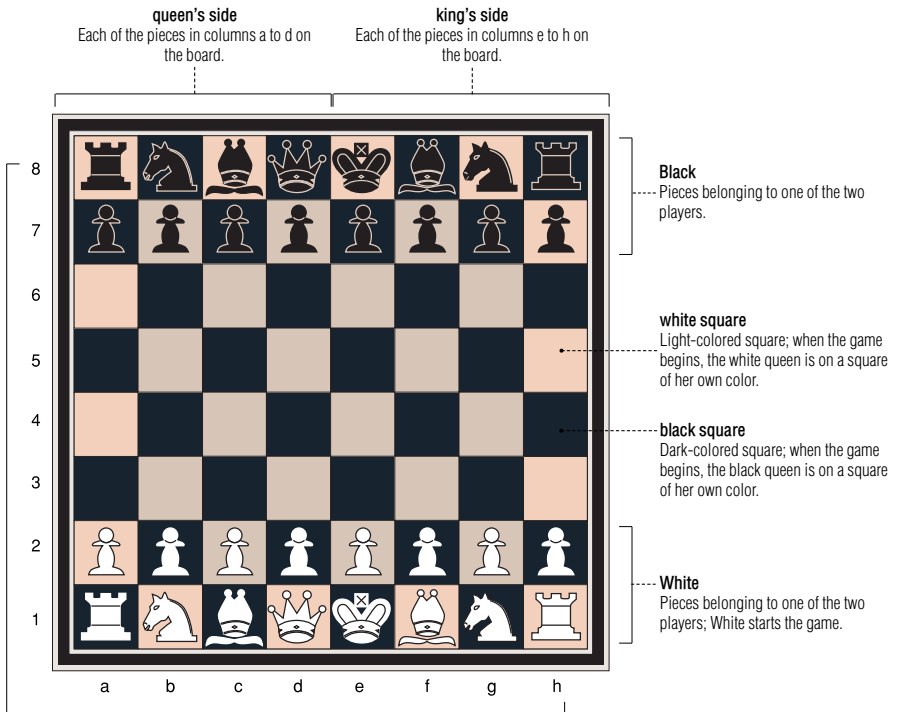 queen's side
Each of the pieces in columns a to d on
the board.
king's side
Each of the pieces in columns e to h on
the board.
8
7
6
5
4
3
2
1
Black
Pieces belonging to one of the two
players.
white square
Light-colored square; when the game
begins, the white queen is on a square
of her own color.
black square
Dark-colored square; when the game
begins, the black queen is on a square
of her own color.
White
Pieces belonging to one of the two
players; White starts the game.
a b c d e f g h